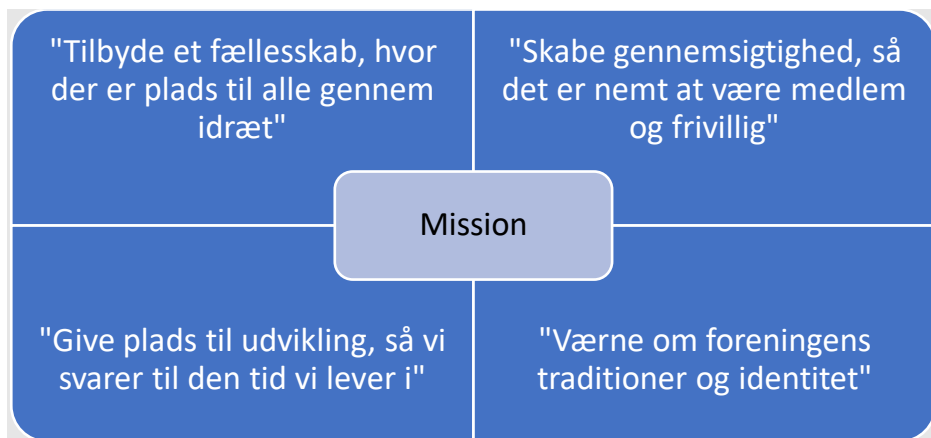 "Tilbyde et fællesskab, hvor
der er plads til alle gennem
idræt"
"Skabe gennemsigtighed, så
det er nemt at være medlem
og frivillig"
Mission
"Give plads til udvikling, så vi
svarer til den tid vi lever i"
"Værne om foreningens
traditioner og identitet"